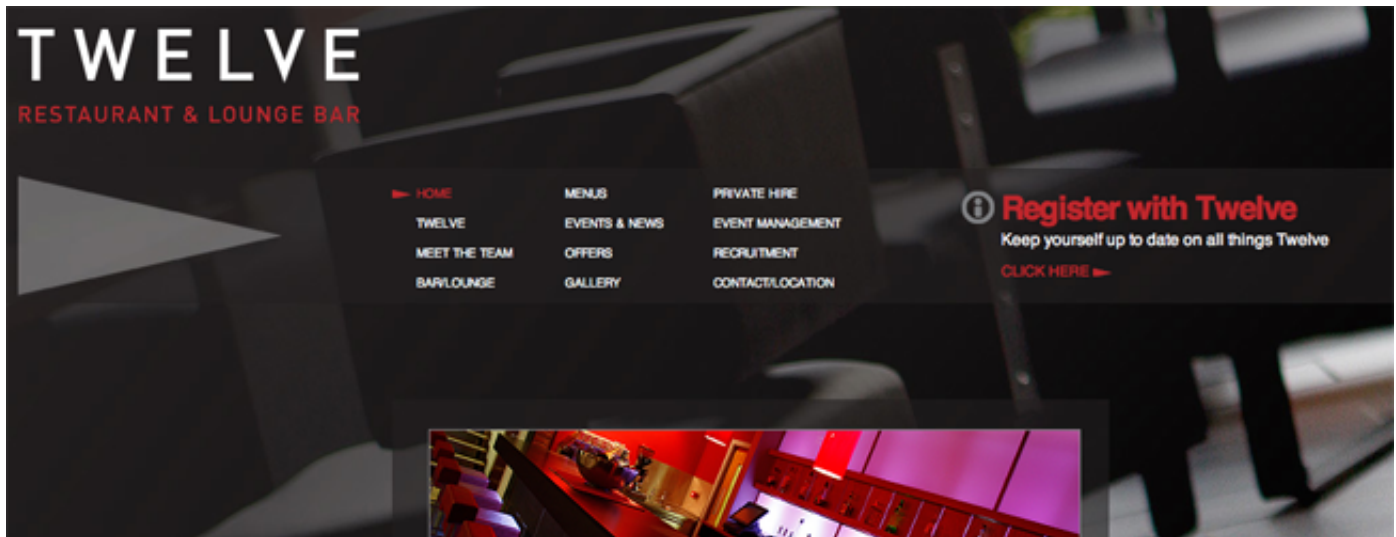 TWELVE
RESTAURANT & LOUNGE BAR
HOME
TWELVE
MEET THE TEAM
BAR/LOUNGE
MENUS
EVENTS & NEWS
OFFERS
GALLERY
PRIVATE HIRE
EVENT MANAGEMENT
RECRUITMENT
CONTACT/LOCATION
Register with Twelve
Keep yourself up to date on all things Twelve
CLICK HERE